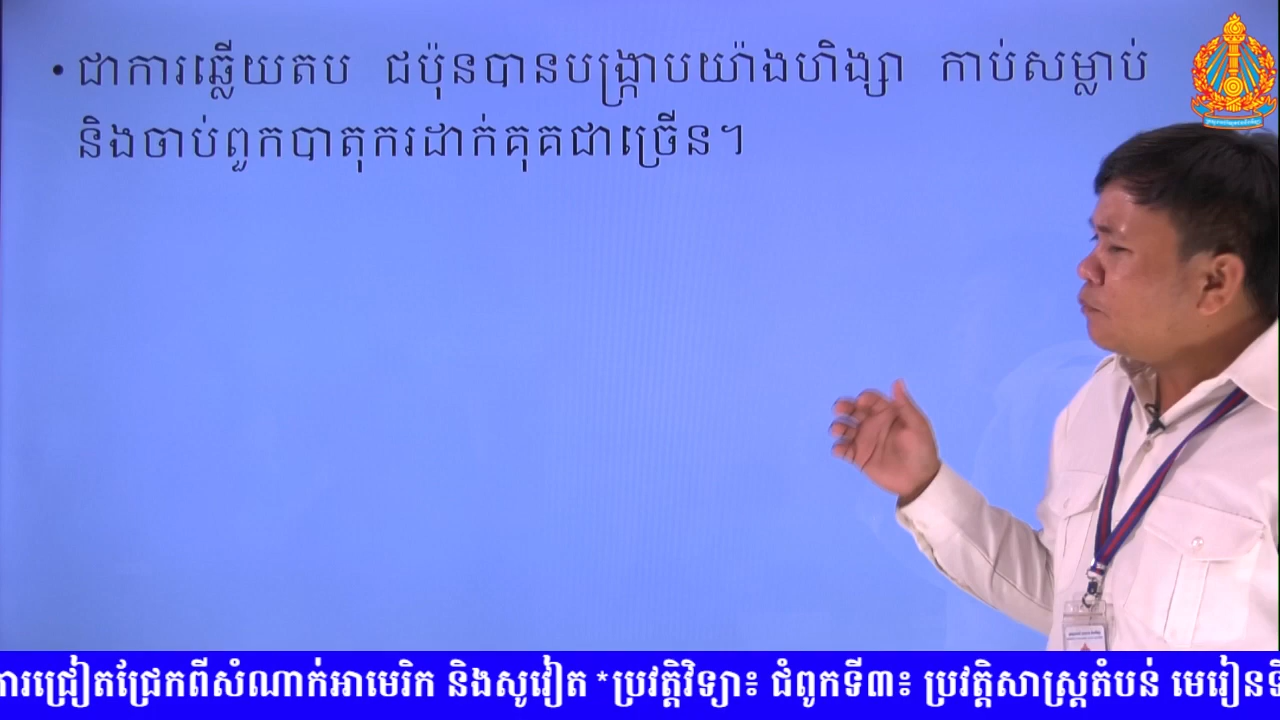 • ជាការឆ្លើយតប ជប៉ុនបានបង្ក្រាបយ៉ាងហិង្សា កាប់សម្លាប់
និងចាប់ពួកបាតុករដាក់គុគជាច្រើន។
ការជ្រៀតជ្រែកពីសំណាក់អាមេរិក និងសូវៀត *ប្រវត្តិវិទ្យា៖ ជំពូកទី៣៖ ប្រវត្តិសាស្ត្រតំបន់ មេរៀនទី